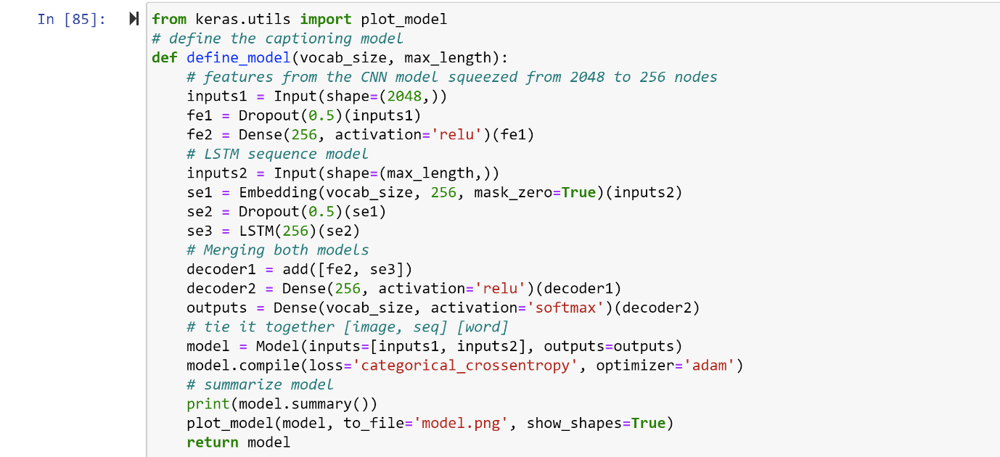 In [85]:
from keras.utils import plot_model
# define the captioning model
def define_model(vocab_size, max_length):
    # features from the CNN model squeezed from 2048 to 256 nodes
    inputs1 = Input(shape=(2048,))
    fe1 = Dropout(0.5)(inputs1)
    fe2 = Dense(256, activation='relu')(fe1)
    # LSTM sequence model
    inputs2 = Input(shape=(max_length,))
    se1 = Embedding(vocab_size, 256, mask_zero=True)(inputs2)
    se2 = Dropout(0.5)(se1)
    se3 = LSTM(256)(se2)
    # Merging both models
    decoder1 = add([fe2, se3])
    decoder2 = Dense(256, activation='relu')(decoder1)
    outputs = Dense(vocab_size, activation='softmax')(decoder2)
    # tie it together [image, seq] [word]
    model = Model(inputs=[inputs1, inputs2], outputs=outputs)
    model.compile(loss='categorical_crossentropy', optimizer='adam')
    # summarize model
    print(model.summary())
    plot_model(model, to_file='model.png', show_shapes=True)
    return model